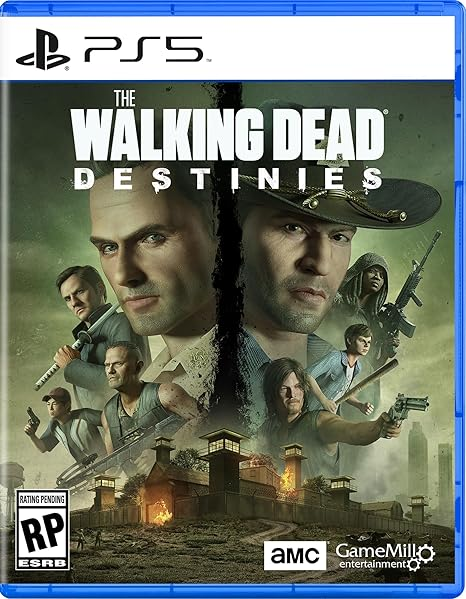 PS5
THE
WALKING DEAD
DESTINIES
RATING PENDING
RP
ESRB
aMC
GameMill
entertainment